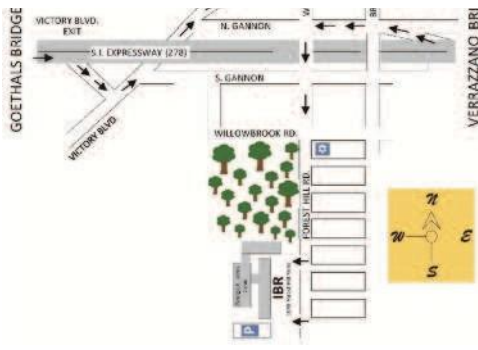 GOETHALS BRIDGE
VICTORY BLVD.
EXIT
N. GANNON
W
BR
S.I. EXPRESSWAY (278)
VERRAZZANO BRI
S. GANNON
VICTORY BLVD
WILLOWBROOK RD.
FOREST HILL RD.
N
W
E
S
IBR
P